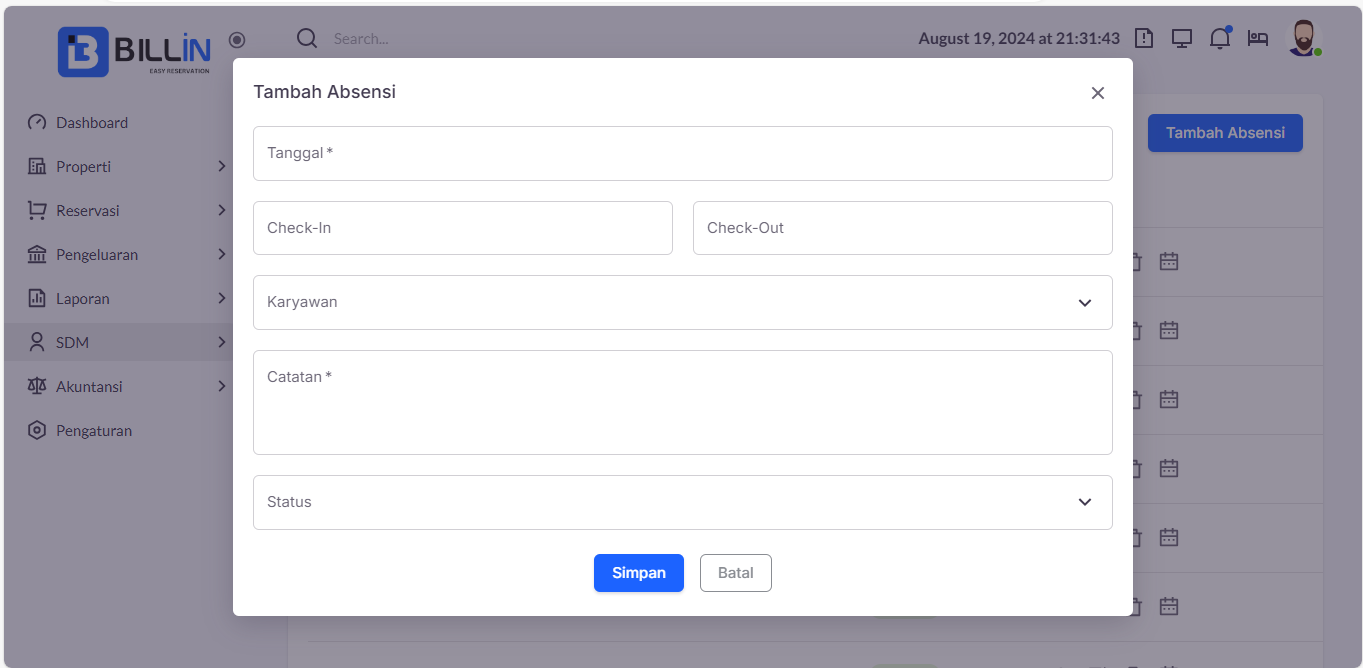 BILLIN
EASY RESERVATION
Search...
August 19, 2024 at 21:31:43
Dashboard
Properti
Reservasi
Pengeluaran
Laporan
SDM
Akuntansi
Pengaturan
Tambah Absensi
Tambah Absensi
Tanggal *
Check-In
Check-Out
Karyawan
Catatan *
Status
Simpan
Batal